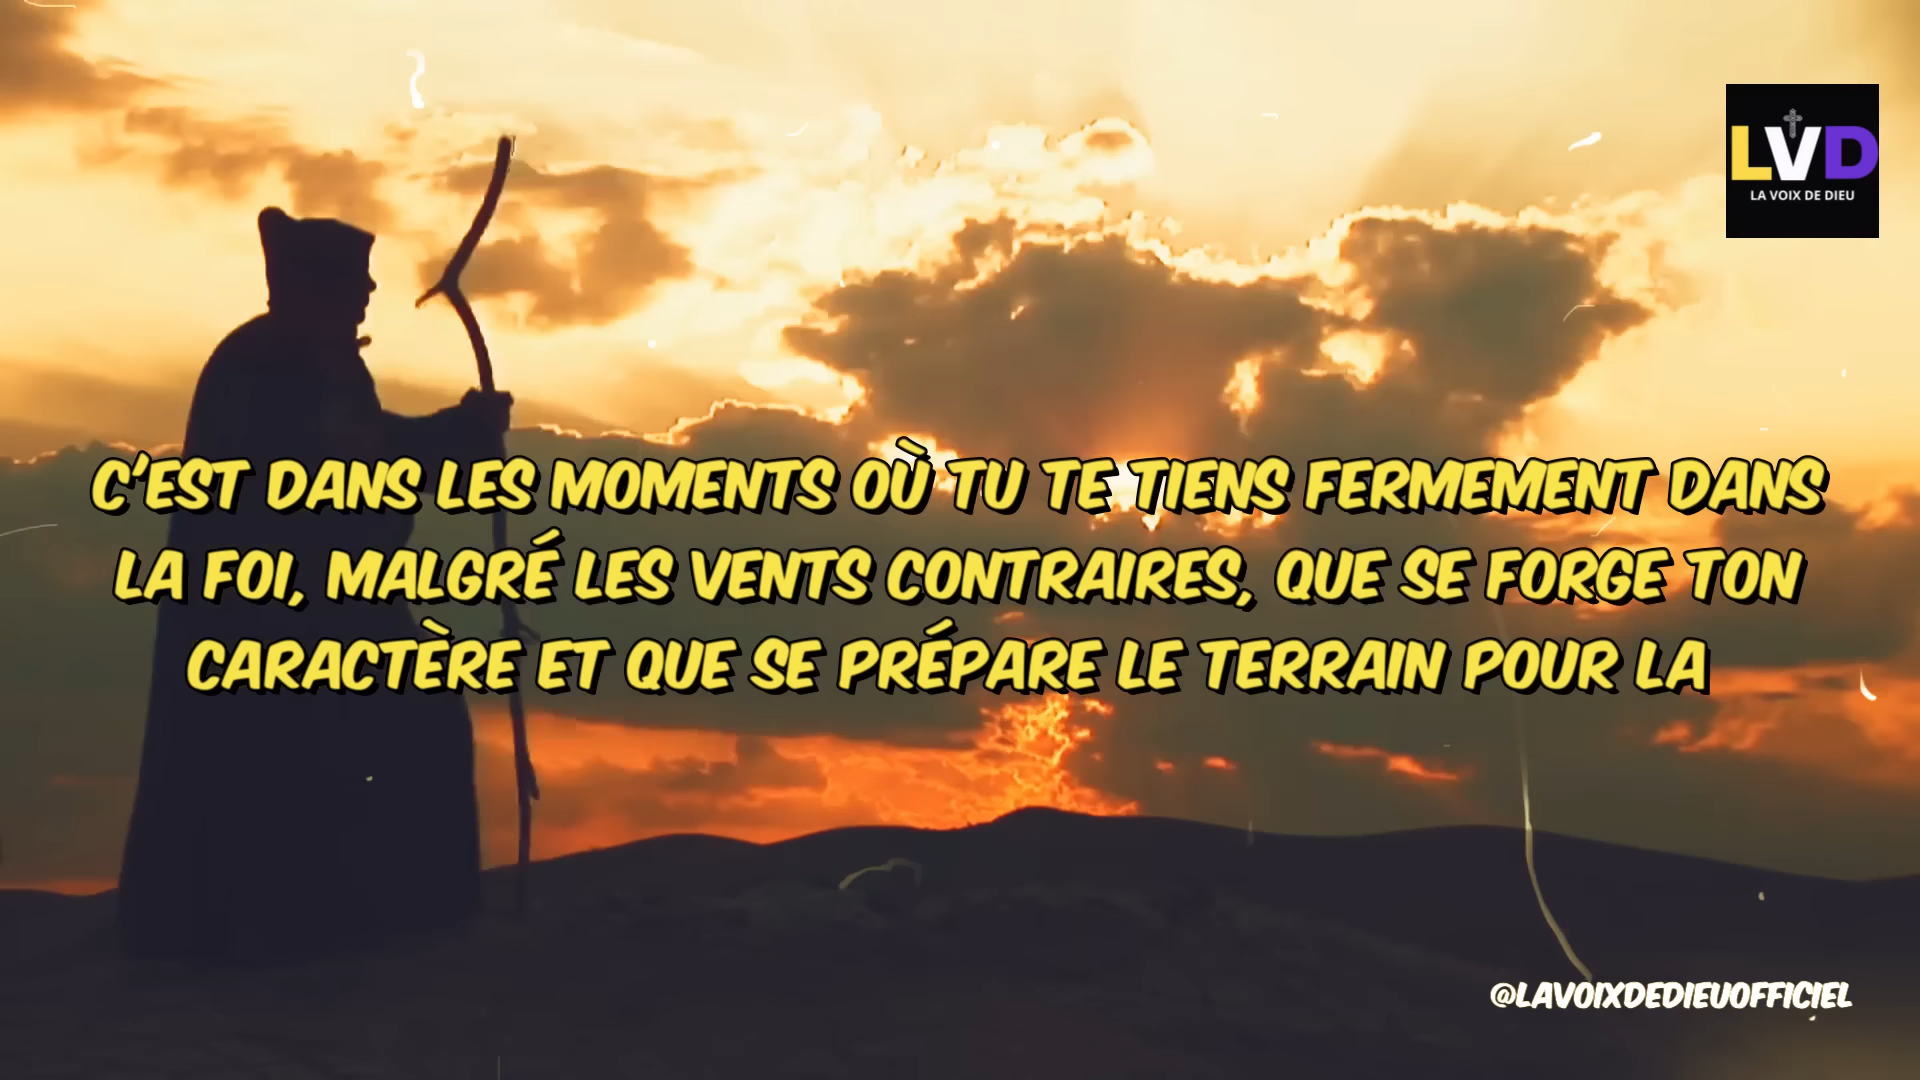 LVD
LA VOIX DE DIEU
C'EST DANS LES MOMENTS OÙ TU TE TIENS FERMEMENT DANS
LA FOI, MALGRÉ LES VENTS CONTRAIRES, QUE SE FORGE TON
CARACTÈRE ET QUE SE PRÉPARE LE TERRAIN POUR LA
@LAVOIXDEDIEUOFFICIEL